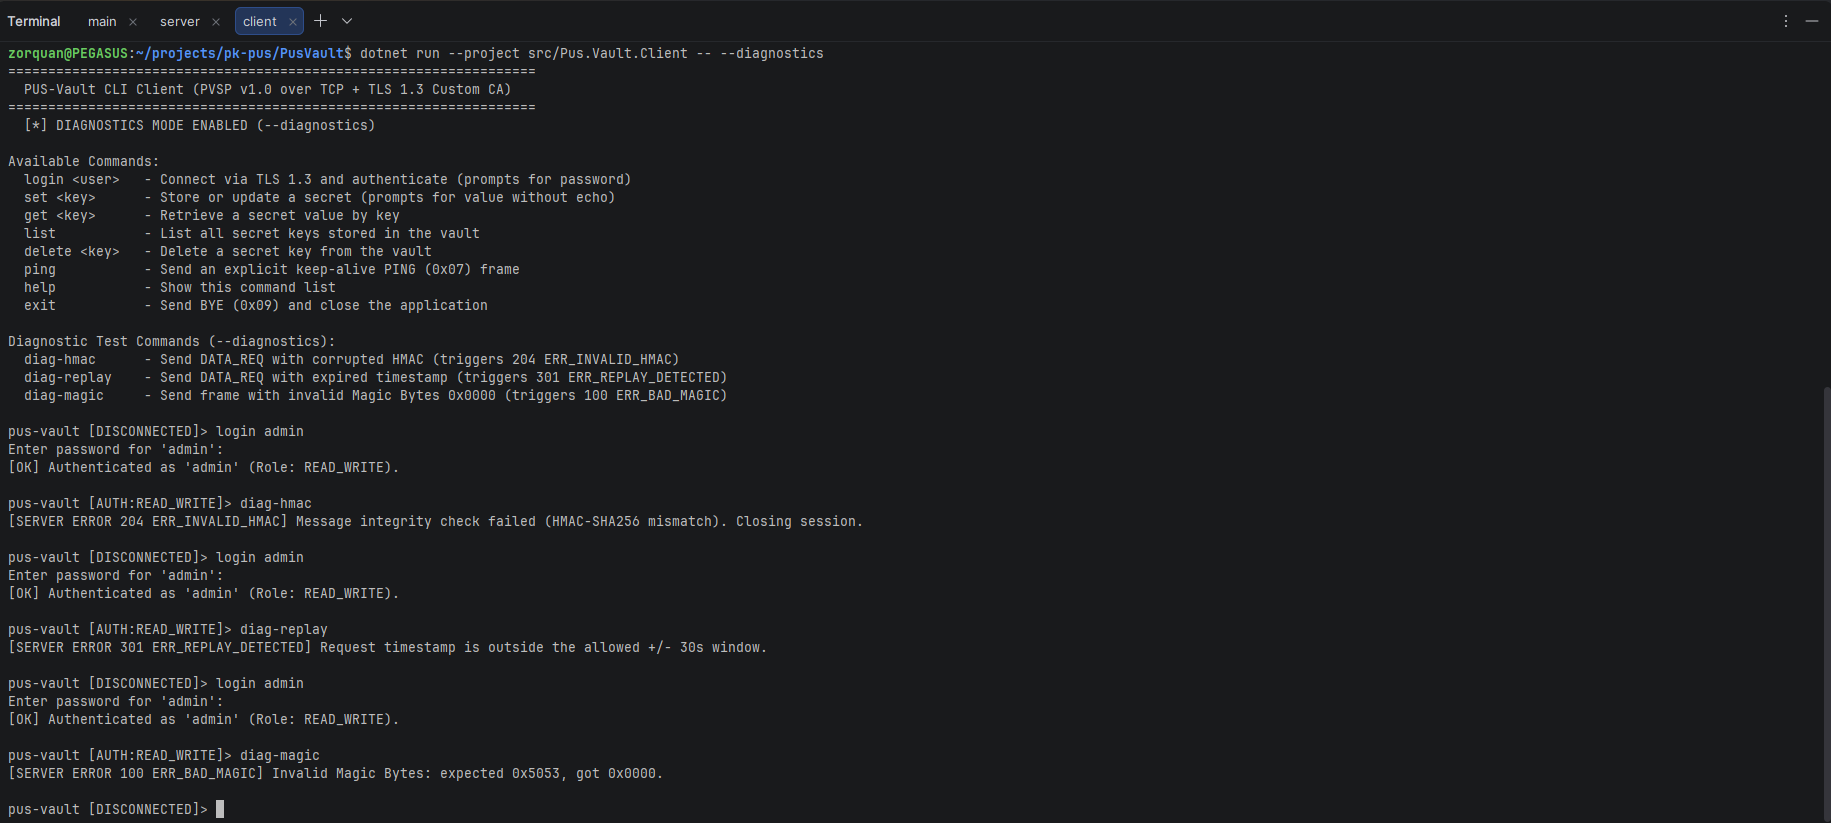 Terminal main × server × client ×
zorquan@PEGASUS:~/projects/pk-pus/PusVault$ dotnet run --project src/Pus.Vault.Client -- --diagnostics
==================================================================
  PUS-Vault CLI Client (PVSP v1.0 over TCP + TLS 1.3 Custom CA)
==================================================================
  [*] DIAGNOSTICS MODE ENABLED (--diagnostics)

Available Commands:
  login <user>   - Connect via TLS 1.3 and authenticate (prompts for password)
  set <key>      - Store or update a secret (prompts for value without echo)
  get <key>      - Retrieve a secret value by key
  list           - List all secret keys stored in the vault
  delete <key>   - Delete a secret key from the vault
  ping           - Send an explicit keep-alive PING (0x07) frame
  help           - Show this command list
  exit           - Send BYE (0x09) and close the application

Diagnostic Test Commands (--diagnostics):
  diag-hmac      - Send DATA_REQ with corrupted HMAC (triggers 204 ERR_INVALID_HMAC)
  diag-replay    - Send DATA_REQ with expired timestamp (triggers 301 ERR_REPLAY_DETECTED)
  diag-magic     - Send frame with invalid Magic Bytes 0x0000 (triggers 100 ERR_BAD_MAGIC)

pus-vault [DISCONNECTED]> login admin
Enter password for 'admin':
[OK] Authenticated as 'admin' (Role: READ_WRITE).

pus-vault [AUTH:READ_WRITE]> diag-hmac
[SERVER ERROR 204 ERR_INVALID_HMAC] Message integrity check failed (HMAC-SHA256 mismatch). Closing session.

pus-vault [DISCONNECTED]> login admin
Enter password for 'admin':
[OK] Authenticated as 'admin' (Role: READ_WRITE).

pus-vault [AUTH:READ_WRITE]> diag-replay
[SERVER ERROR 301 ERR_REPLAY_DETECTED] Request timestamp is outside the allowed +/- 30s window.

pus-vault [DISCONNECTED]> login admin
Enter password for 'admin':
[OK] Authenticated as 'admin' (Role: READ_WRITE).

pus-vault [AUTH:READ_WRITE]> diag-magic
[SERVER ERROR 100 ERR_BAD_MAGIC] Invalid Magic Bytes: expected 0x5053, got 0x0000.

pus-vault [DISCONNECTED]>